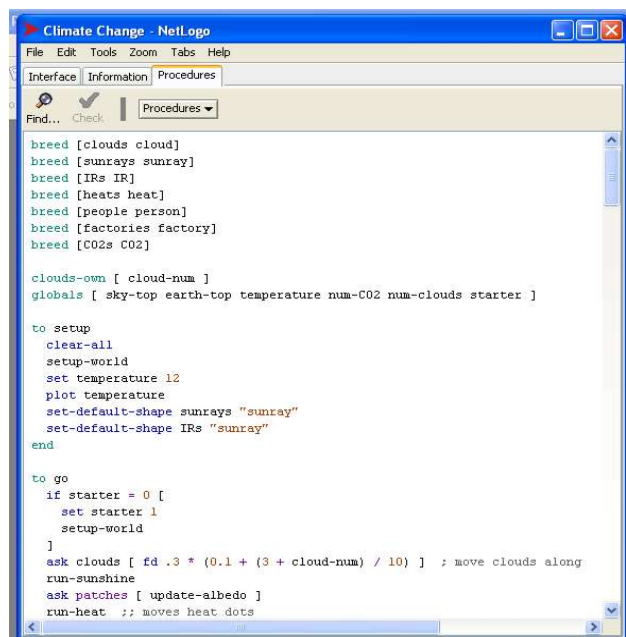 Climate Change - NetLogo
File Edit Tools Zoom Tabs Help
Interface Information Procedures
Find... Check Procedures
breed [clouds cloud]
breed [sunrays sunray]
breed [IRs IR]
breed [heats heat]
breed [people person]
breed [factories factory]
breed [CO2s CO2]
clouds-own [ cloud-num ]
globals [ sky-top earth-top temperature num-CO2 num-clouds starter ]
to setup
clear-all
setup-world
set temperature 12
plot temperature
set-default-shape sunrays "sunray"
set-default-shape IRs "sunray"
end
to go
if starter = 0 [
set starter 1
setup-world
]
ask clouds [ fd .3 * (0.1 + (3 + cloud-num) / 10) ] ; move clouds along
run-sunshine
ask patches [ update-albedo ]
run-heat ;; moves heat dots